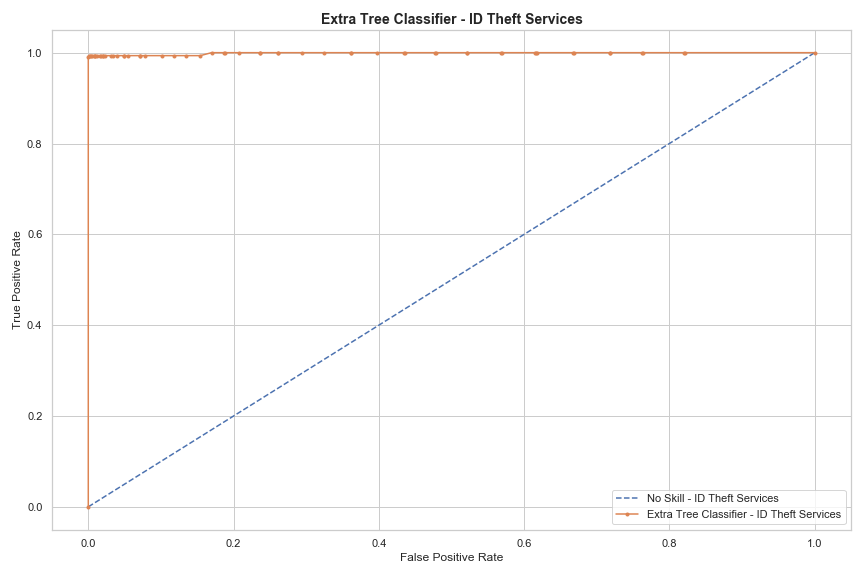 Extra Tree Classifier - ID Theft Services
True Positive Rate
1.0
0.8
0.6
0.4
0.2
0.0
0.0 0.2 0.4 0.6 0.8 1.0
False Positive Rate
No Skill - ID Theft Services
Extra Tree Classifier - ID Theft Services